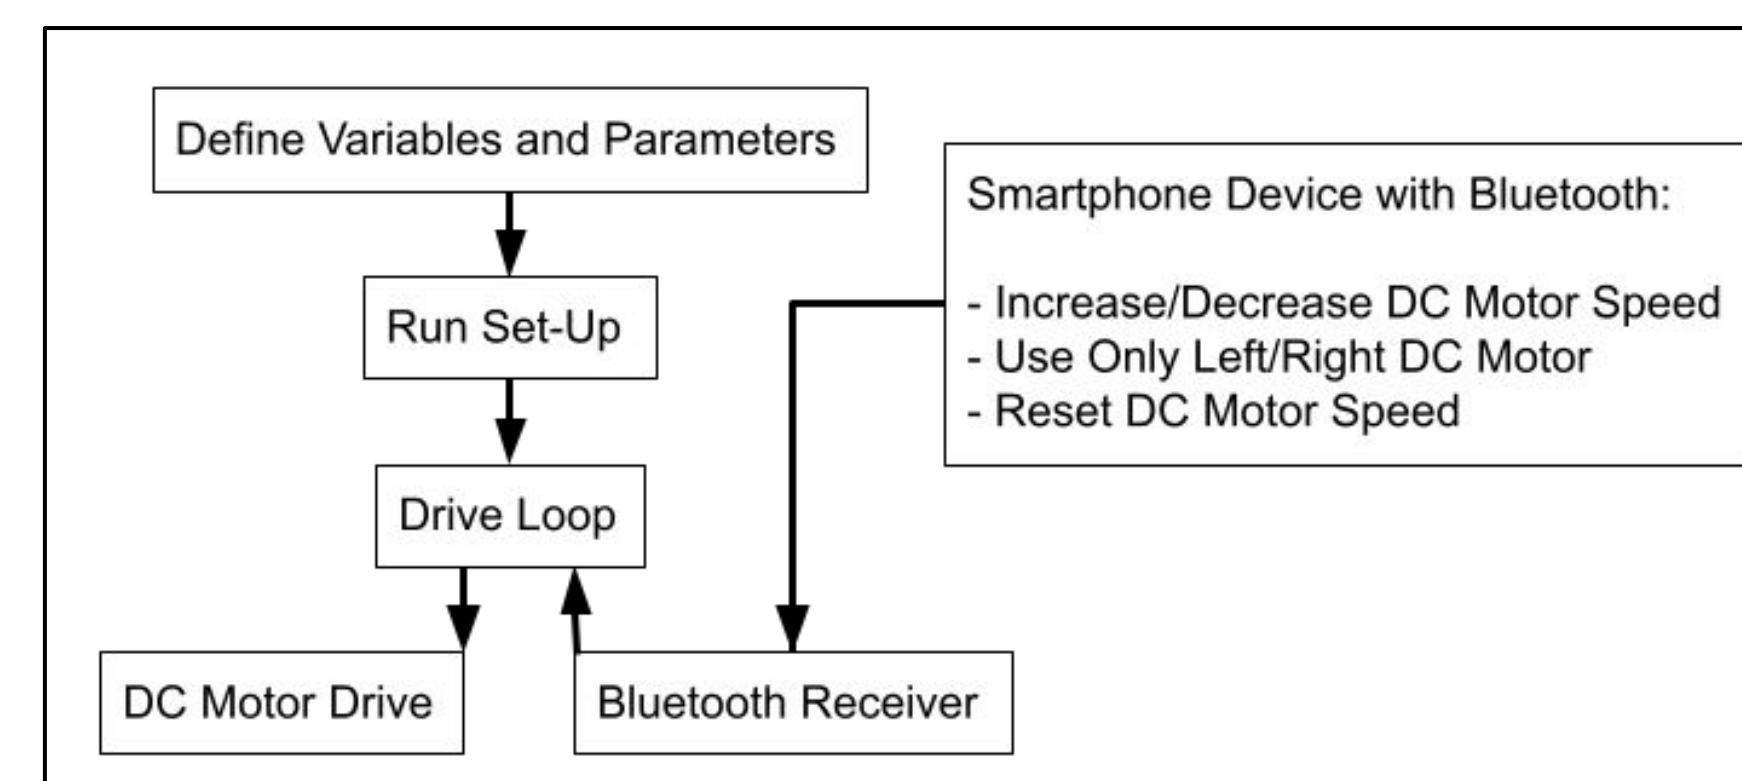 Define Variables and Parameters
Run Set-Up
Drive Loop
DC Motor Drive
Bluetooth Receiver
Smartphone Device with Bluetooth:
- Increase/Decrease DC Motor Speed
- Use Only Left/Right DC Motor
- Reset DC Motor Speed